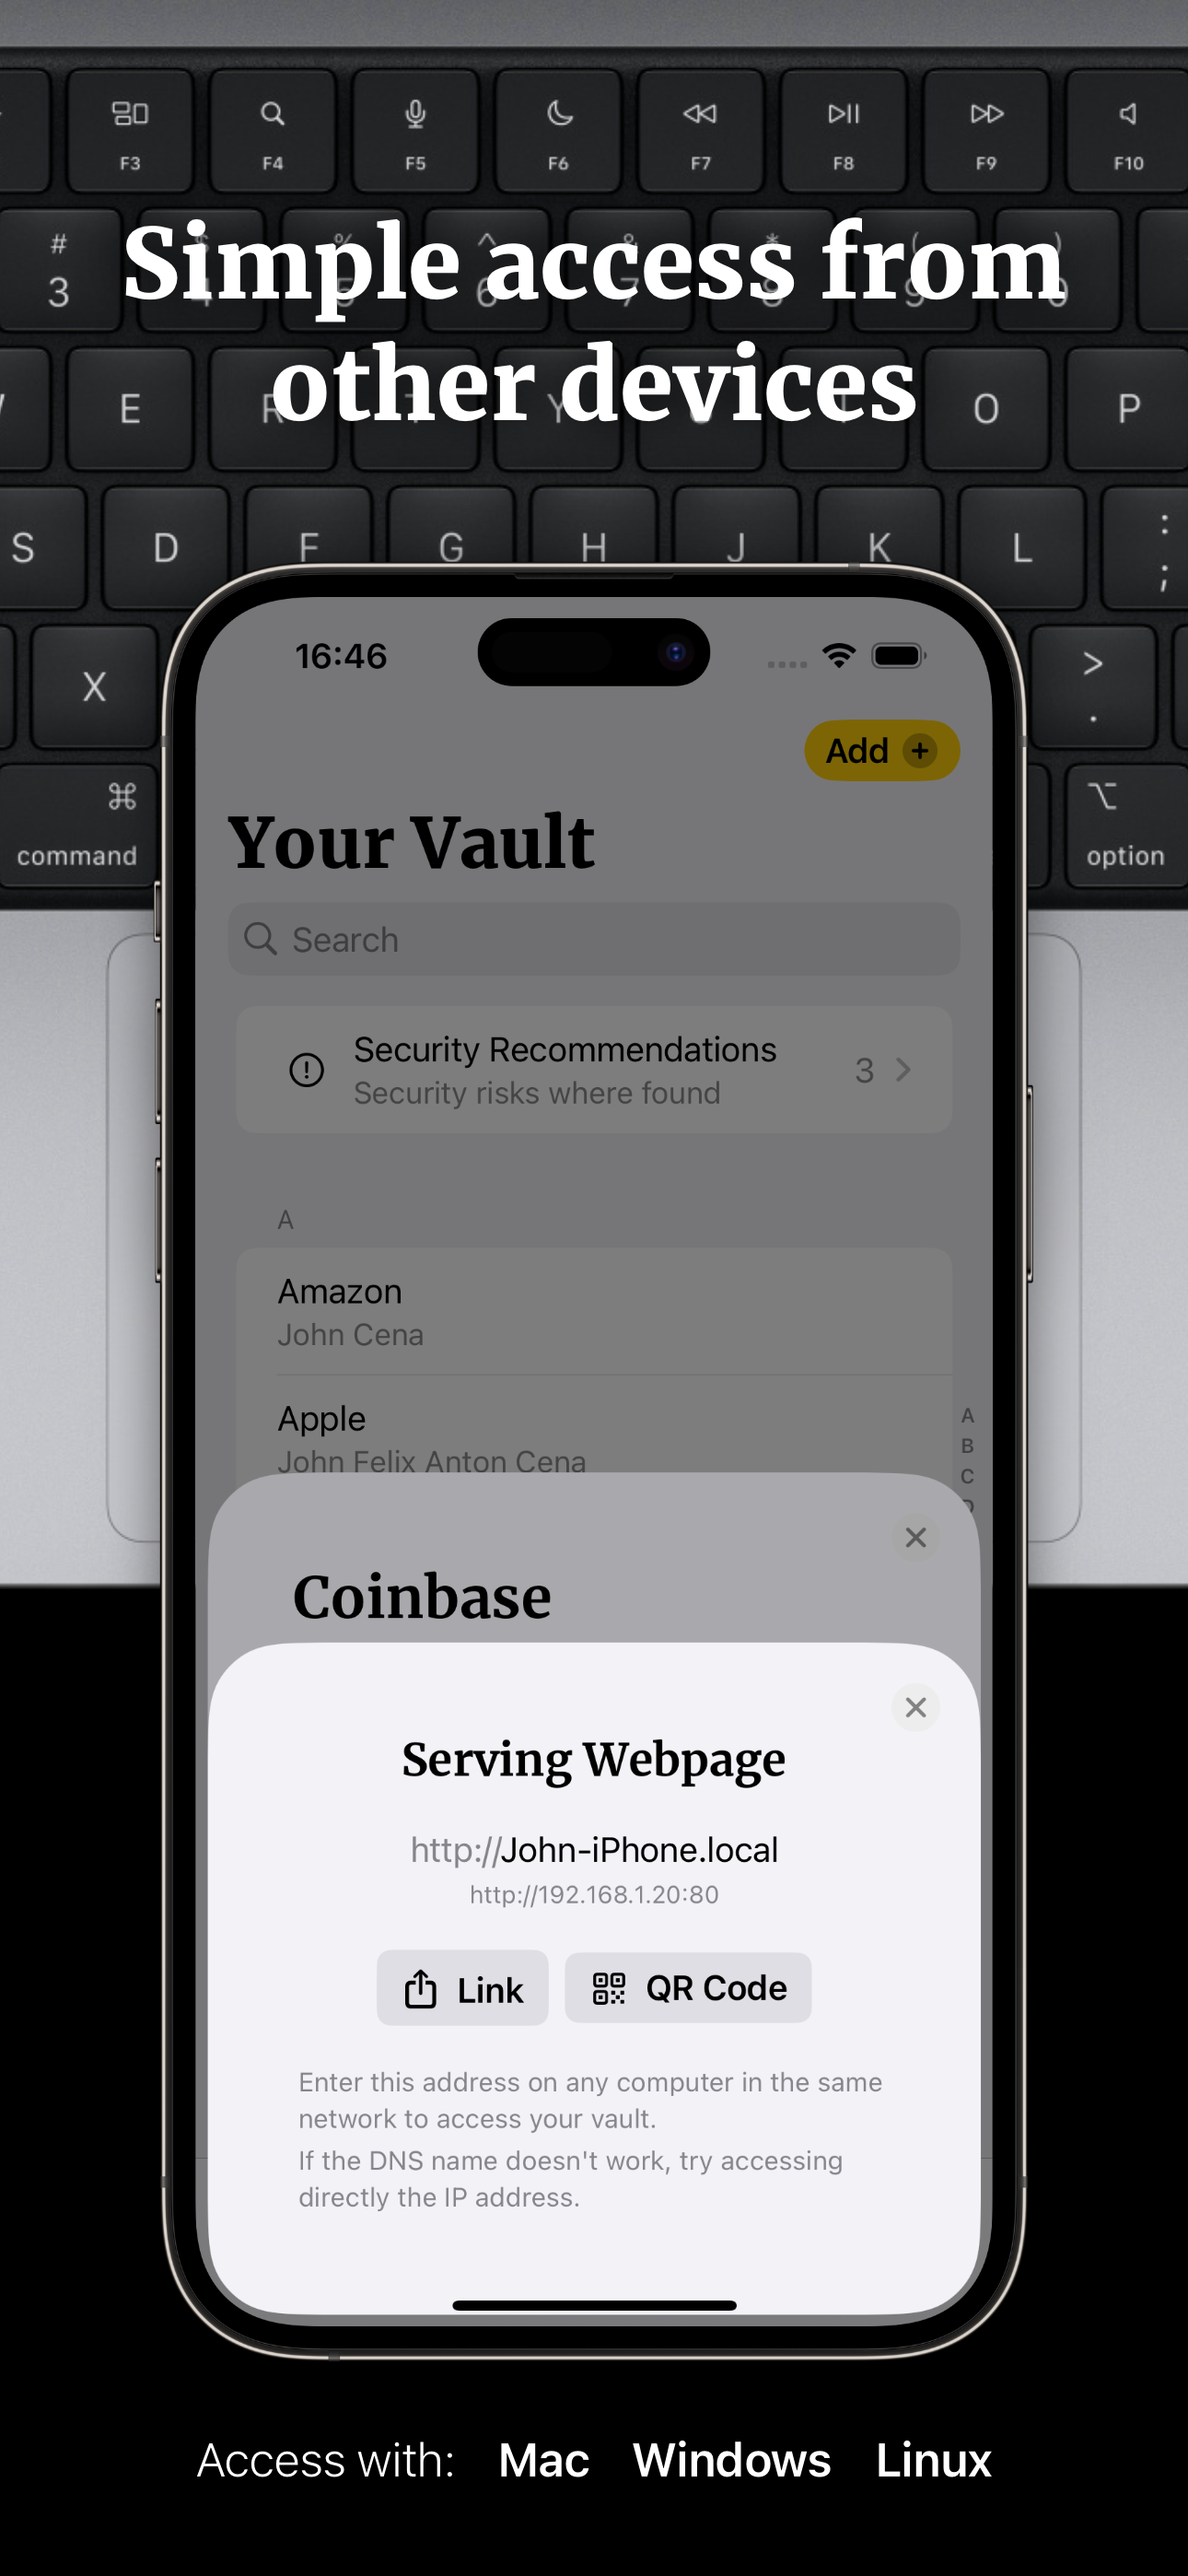 F3
F4
F5
F6
F7
F8
F9
F10
#
^
3
Simple access from
E
O
P
other devices
S
D
F
G
H
J
K
L
:
;
16:46
X
>
.
Add +
⌘
⌥
command
option
Your Vault
Search
Security Recommendations
3
Security risks where found
A
Amazon
John Cena
Apple
John Felix Anton Cena
A
B
C
D
Coinbase
Serving Webpage
http://John-iPhone.local
http://192.168.1.20:80
Link
QR Code
Enter this address on any computer in the same
network to access your vault.
If the DNS name doesn't work, try accessing
directly the IP address.
Access with: Mac Windows Linux